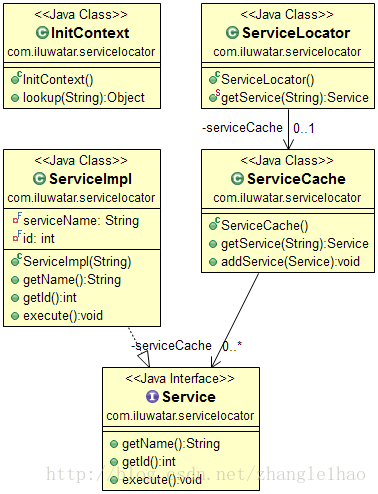 <<Java Class>>
InitContext
com.iluwatar.servicelocator
InitContext()
lookup(String):Object
<<Java Class>>
ServiceLocator
com.iluwatar.servicelocator
ServiceLocator()
getService(String):Service
-serviceCache 0..1
<<Java Class>>
ServiceImpl
com.iluwatar.servicelocator
serviceName: String
id: int
ServiceImpl(String)
getName():String
getId():int
execute():void
<<Java Class>>
ServiceCache
com.iluwatar.servicelocator
ServiceCache()
getService(String):Service
addService(Service):void
-serviceCache 0..*
<<Java Interface>>
Service
com.iluwatar.servicelocator
getName():String
getId():int
execute():void
http://blog.csdn.net/zhanglelhao